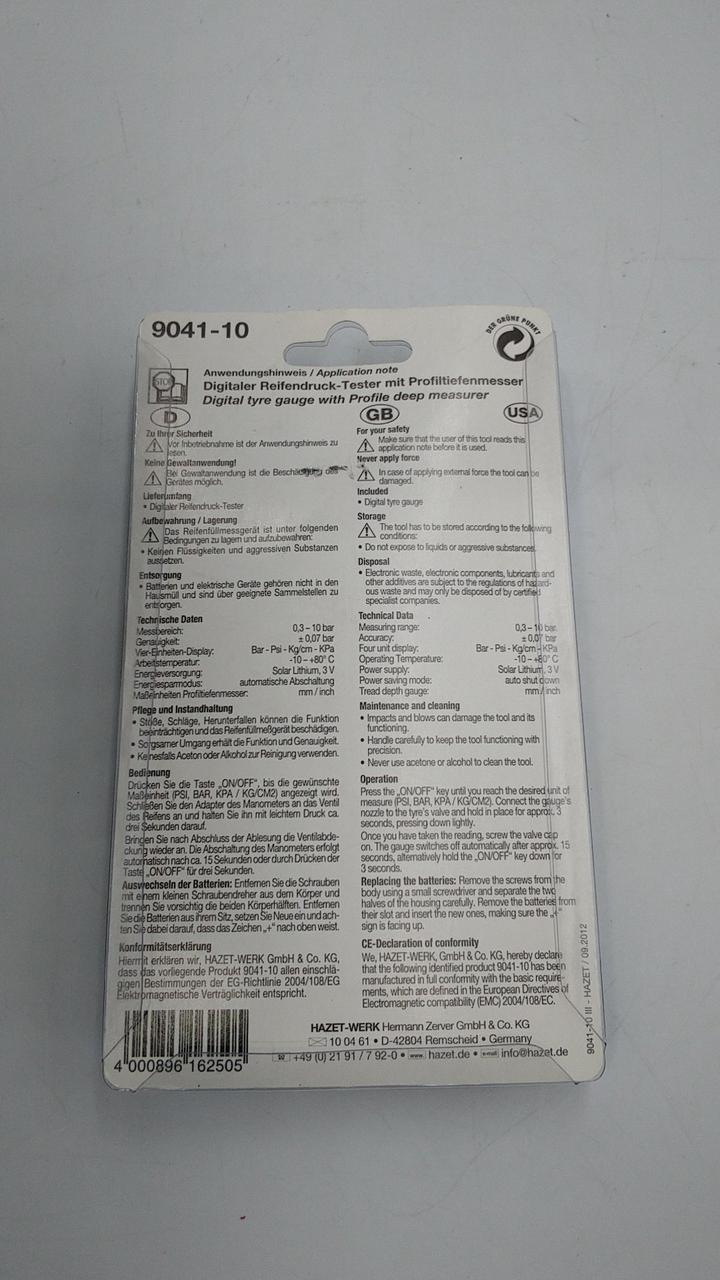 9041-10
DER GRÜNE PUNKT
STOP
Anwendungshinweis / Application note
Digitaler Reifendruck-Tester mit Profiltiefenmesser
Digital tyre gauge with Profile deep measurer
D
Zu Ihrer Sicherheit
Vor Inbetriebnahme ist der Anwendungshinweis zu
lesen.
Keine Gewaltanwendung!
Bei Gewaltanwendung ist die Beschädigung des
Gerätes möglich.
Lieferumfang
• Digitaler Reifendruck-Tester
Aufbewahrung / Lagerung
Das Reifenfüllmessgerät ist unter folgenden
Bedingungen zu lagern und aufzubewahren:
• Keinen Flüssigkeiten und aggressiven Substanzen
aussetzen.
Entsorgung
• Batterien und elektrische Geräte gehören nicht in den
Hausmüll und sind über geeignete Sammelstellen zu
entsorgen.
Technische Daten
Messbereich: 0,3 – 10 bar
Genauigkeit: ± 0,07 bar
Vier-Einheiten-Display: Bar - Psi - Kg/cm - KPa
Arbeitstemperatur: -10 – +80° C
Energieversorgung: Solar Lithium, 3 V
Energiesparmodus: automatische Abschaltung
Maßeinheiten Profiltiefenmesser: mm / inch
Pflege und Instandhaltung
• Stöße, Schläge, Herunterfallen können die Funktion
beeinträchtigen und das Reifenfüllmeßgerät beschädigen.
• Sorgsamer Umgang erhält die Funktion und Genauigkeit.
• Keinesfalls Aceton oder Alkohol zur Reinigung verwenden.
Bedienung
Drücken Sie die Taste „ON/OFF", bis die gewünschte
Maßeinheit (PSI, BAR, KPA / KG/CM2) angezeigt wird.
Schließen Sie den Adapter des Manometers an das Ventil
des Reifens an und halten Sie ihn mit leichtem Druck ca.
drei Sekunden darauf.
Bringen Sie nach Abschluss der Ablesung die Ventilabde-
ckung wieder an. Die Abschaltung des Manometers erfolgt
automatisch nach ca. 15 Sekunden oder durch Drücken der
Taste „ON/OFF" für drei Sekunden.
Auswechseln der Batterien: Entfernen Sie die Schrauben
mit einem kleinen Schraubendreher aus dem Körper und
trennen Sie vorsichtig die beiden Körperhälften. Entfernen
Sie die Batterien aus ihrem Sitz, setzen Sie Neue ein und ach-
ten Sie dabei darauf, dass das Zeichen „+" nach oben weist.
Konformitätserklärung
Hiermit erklären wir, HAZET-WERK GmbH & Co. KG,
dass das vorliegende Produkt 9041-10 allen einschlä-
gigen Bestimmungen der EG-Richtlinie 2004/108/EG
Elektromagnetische Verträglichkeit entspricht.
GB
USA
For your safety
Make sure that the user of this tool reads this
application note before it is used.
Never apply force
In case of applying external force the tool can be
damaged.
Included
• Digital tyre gauge
Storage
The tool has to be stored according to the following
conditions:
• Do not expose to liquids or aggressive substances.
Disposal
• Electronic waste, electronic components, lubricants and
other additives are subject to the regulations of hazard-
ous waste and may only be disposed of by certified
specialist companies.
Technical Data
Measuring range: 0,3 – 10 bar
Accuracy: ± 0,07 bar
Four unit display: Bar - Psi - Kg/cm - KPa
Operating Temperature: -10 – +80° C
Power supply: Solar Lithium, 3 V
Power saving mode: auto shut down
Tread depth gauge: mm / inch
Maintenance and cleaning
• Impacts and blows can damage the tool and its
functioning.
• Handle carefully to keep the tool functioning with
precision.
• Never use acetone or alcohol to clean the tool.
Operation
Press the „ON/OFF" key until you reach the desired unit of
measure (PSI, BAR, KPA / KG/CM2). Connect the gauge's
nozzle to the tyre's valve and hold in place for approx. 3
seconds, pressing down lightly.
Once you have taken the reading, screw the valve cap
on. The gauge switches off automatically after approx. 15
seconds, alternatively hold the „ON/OFF" key down for
3 seconds.
Replacing the batteries: Remove the screws from the
body using a small screwdriver and separate the two
halves of the housing carefully. Remove the batteries from
their slot and insert the new ones, making sure the „+"
sign is facing up.
CE-Declaration of conformity
We, HAZET-WERK, GmbH & Co. KG, hereby declare
that the following identified product 9041-10 has been
manufactured in full conformity with the basic require-
ments, which are defined in the European Directives of
Electromagnetic compatibility (EMC) 2004/108/EC.
9041-10 III - HAZET / 09.2012
4 000896 162505
HAZET-WERK Hermann Zerver GmbH & Co. KG
10 04 61 • D-42804 Remscheid • Germany
+49 (0) 21 91 / 7 92-0 • www hazet.de • e-mail info@hazet.de